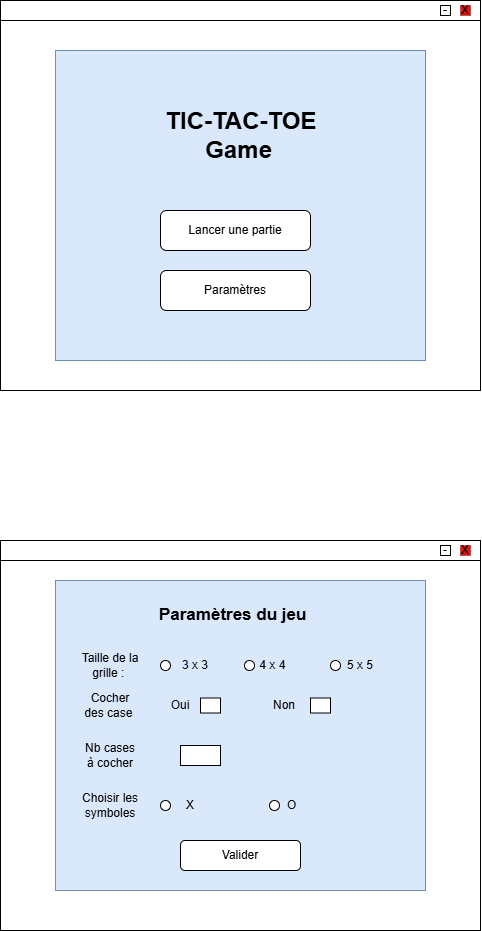 - X
TIC-TAC-TOE
Game
Lancer une partie
Paramètres
- X
Paramètres du jeu
Taille de la
grille :
3 x 3 4 x 4 5 x 5
Cocher
des case
Oui Non
Nb cases
à cocher
Choisir les
symboles
X O
Valider